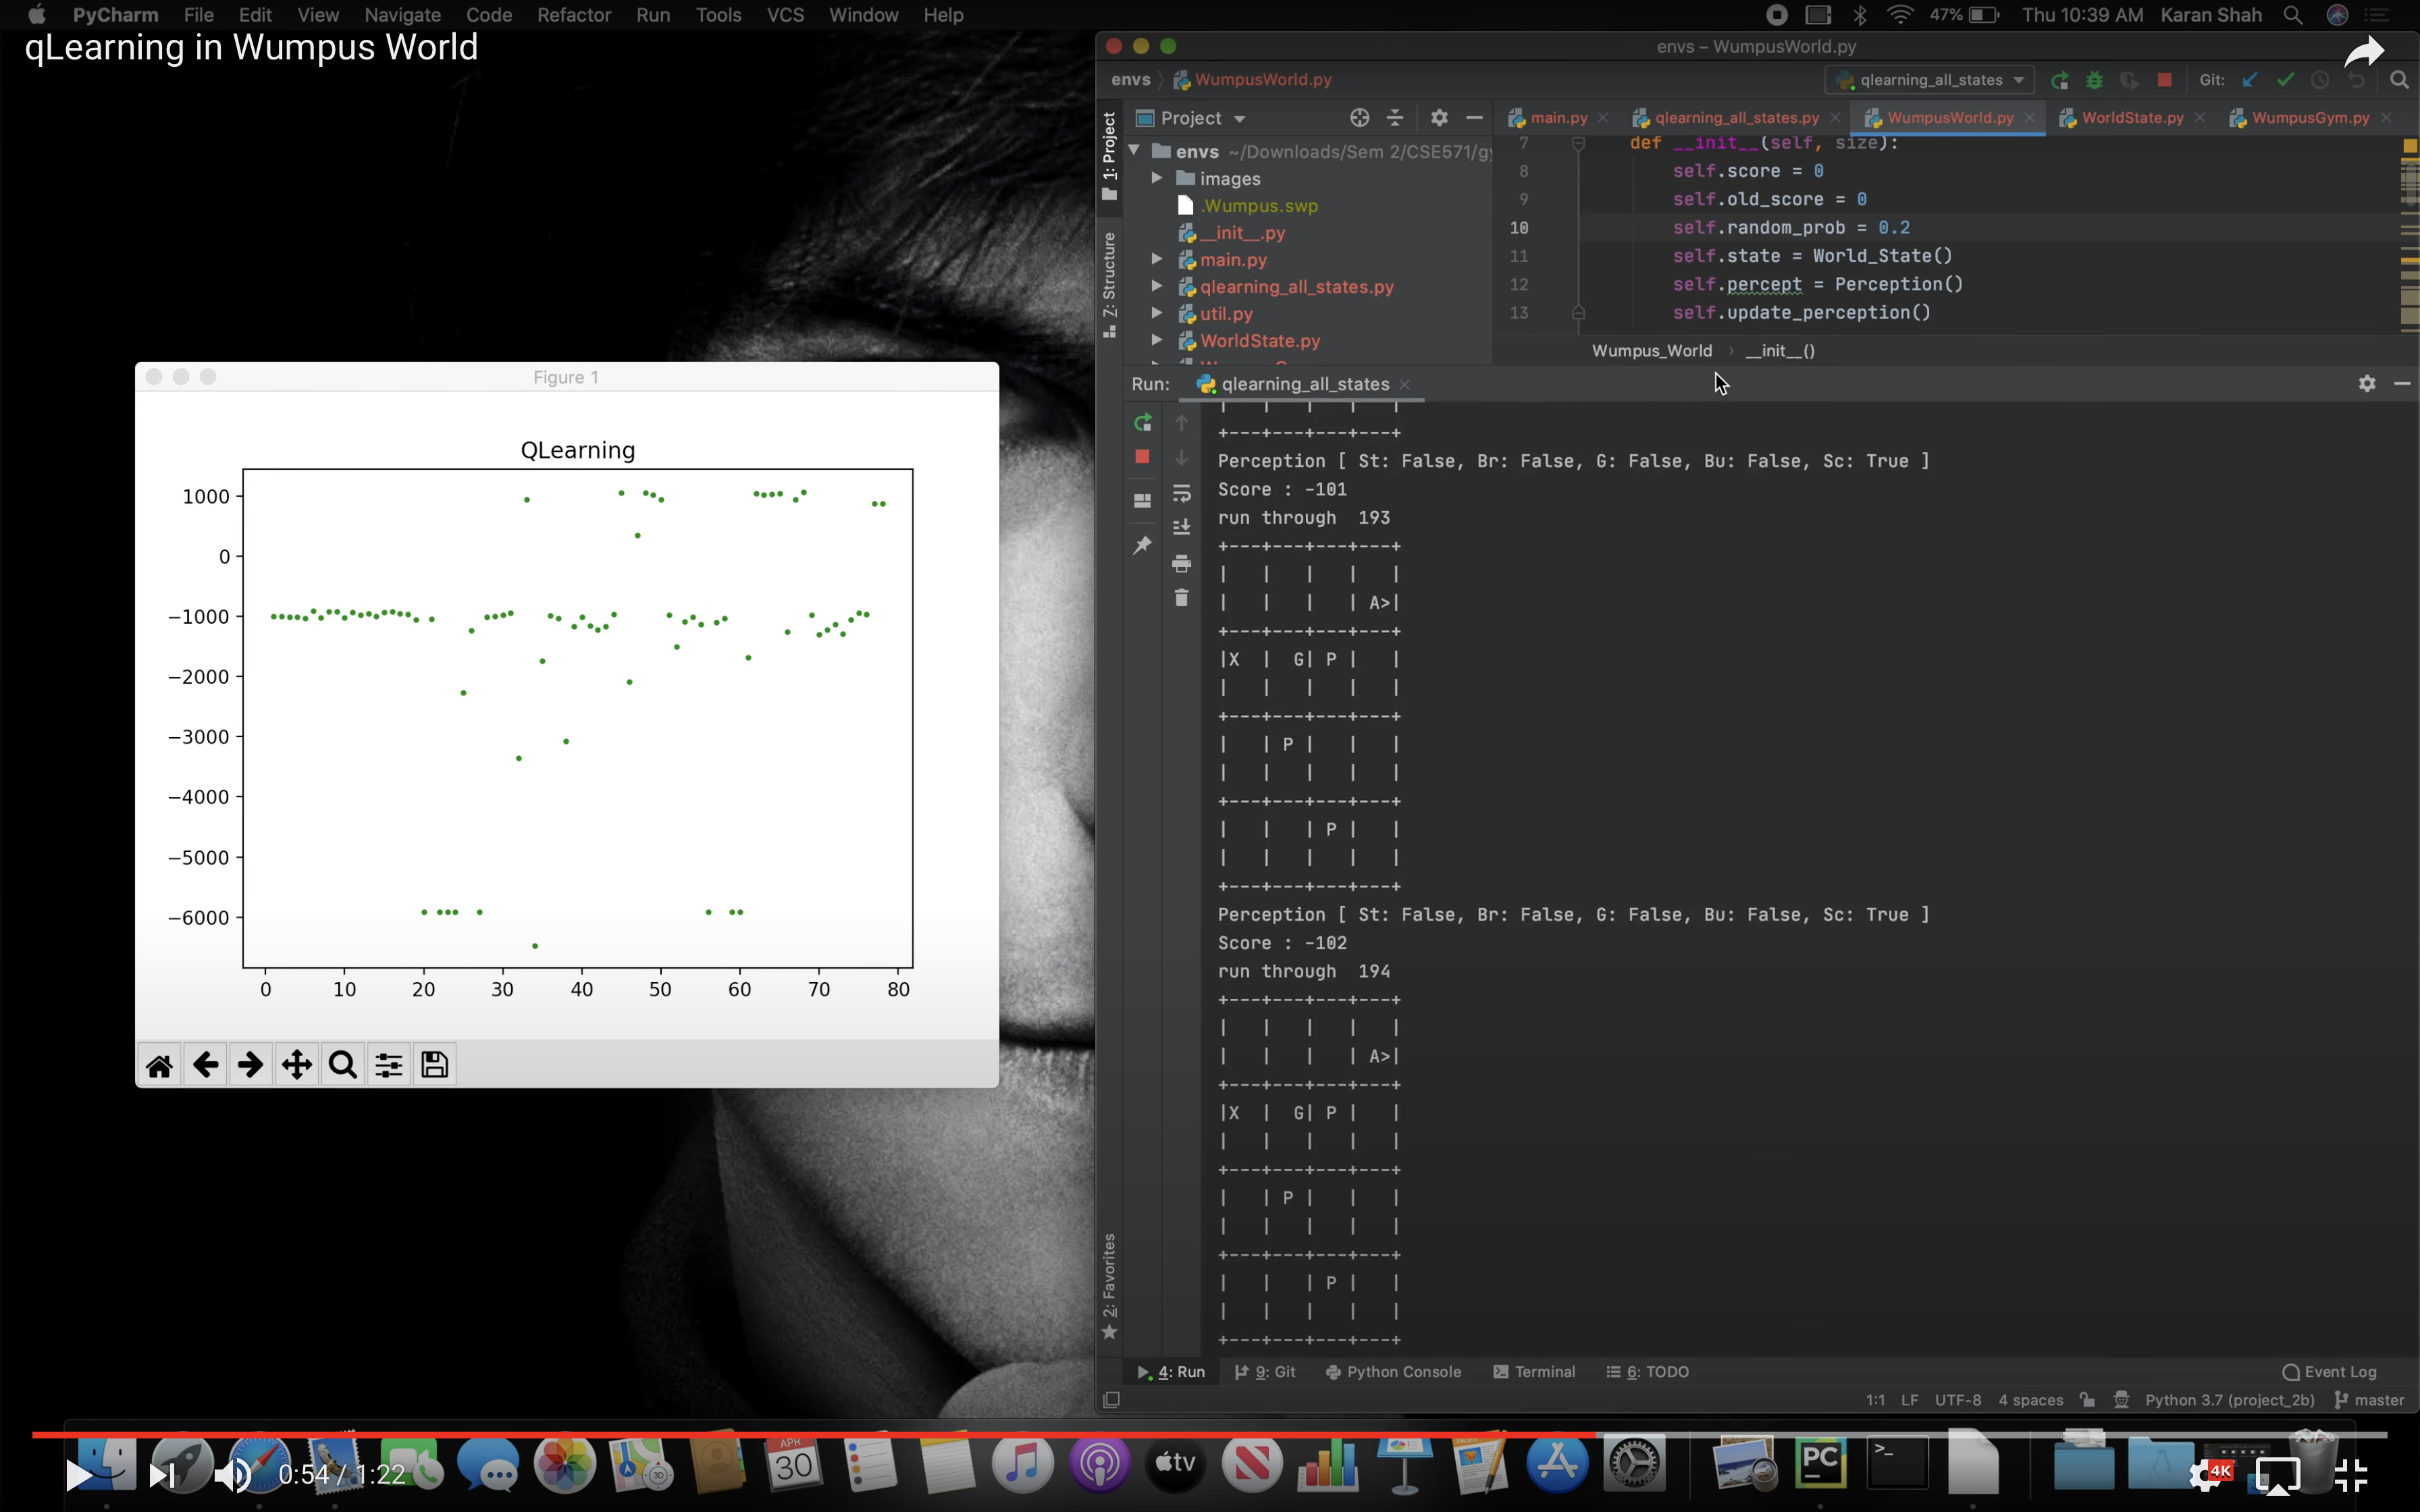 PyCharm File Edit View Navigate Code Refactor Run Tools VCS Window Help
47% Thu 10:39 AM Karan Shah
qLearning in Wumpus World
envs – WumpusWorld.py
envs WumpusWorld.py
qlearning_all_states
Git:
1: Project
Z: Structure
2: Favorites
Project
main.py qlearning_all_states.py WumpusWorld.py WorldState.py WumpusGym.py
envs ~/Downloads/Sem 2/CSE571/gy
images
.Wumpus.swp
__init__.py
main.py
qlearning_all_states.py
util.py
WorldState.py
7 def __init__(self, size):
8 self.score = 0
9 self.old_score = 0
10 self.random_prob = 0.2
11 self.state = World_State()
12 self.percept = Perception()
13 self.update_perception()
Wumpus_World › __init__()
Run: qlearning_all_states
Figure 1
QLearning
1000
0
−1000
−2000
−3000
−4000
−5000
−6000
0 10 20 30 40 50 60 70 80
|    |    |    |    |
+---+---+---+---+
Perception [ St: False, Br: False, G: False, Bu: False, Sc: True ]
Score : -101
run through  193
+---+---+---+---+
|   |   |   |   |
|   |   |   | A>|
+---+---+---+---+
|X  |  G| P |   |
|   |   |   |   |
+---+---+---+---+
|   | P |   |   |
|   |   |   |   |
+---+---+---+---+
|   |   | P |   |
|   |   |   |   |
+---+---+---+---+
Perception [ St: False, Br: False, G: False, Bu: False, Sc: True ]
Score : -102
run through  194
+---+---+---+---+
|   |   |   |   |
|   |   |   | A>|
+---+---+---+---+
|X  |  G| P |   |
|   |   |   |   |
+---+---+---+---+
|   | P |   |   |
|   |   |   |   |
+---+---+---+---+
|   |   | P |   |
|   |   |   |   |
+---+---+---+---+
4: Run 9: Git Python Console Terminal 6: TODO Event Log
1:1 LF UTF-8 4 spaces Python 3.7 (project_2b) master
APR
30
3D
tv
PC
>_
0:54 / 1:22
4K